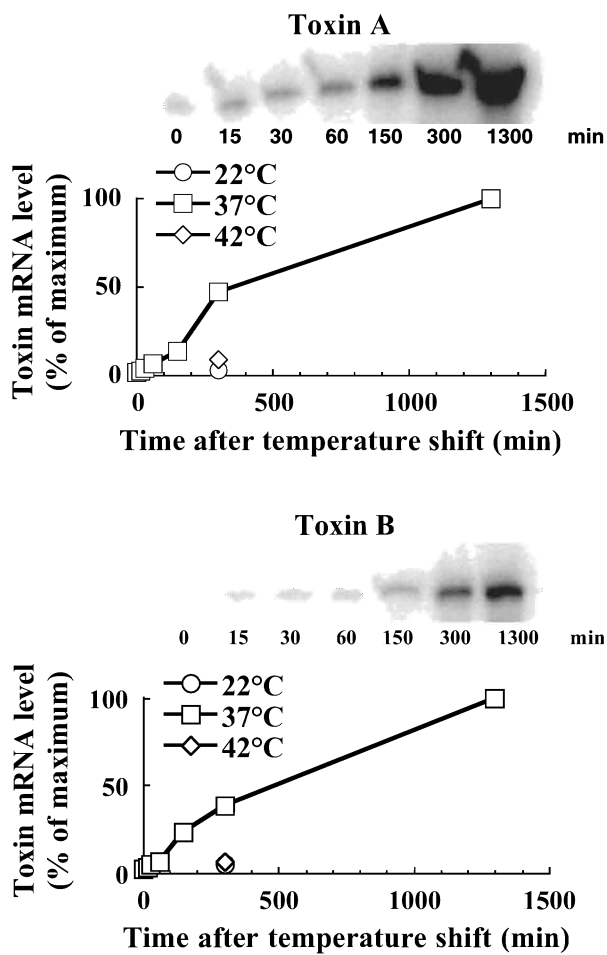 Toxin A
0 15 30 60 150 300 1300 min
22°C
37°C
42°C
Toxin mRNA level
(% of maximum)
100
50
0
0 500 1000 1500
Time after temperature shift (min)
Toxin B
0 15 30 60 150 300 1300 min
22°C
37°C
42°C
Toxin mRNA level
(% of maximum)
100
50
0
0 500 1000 1500
Time after temperature shift (min)